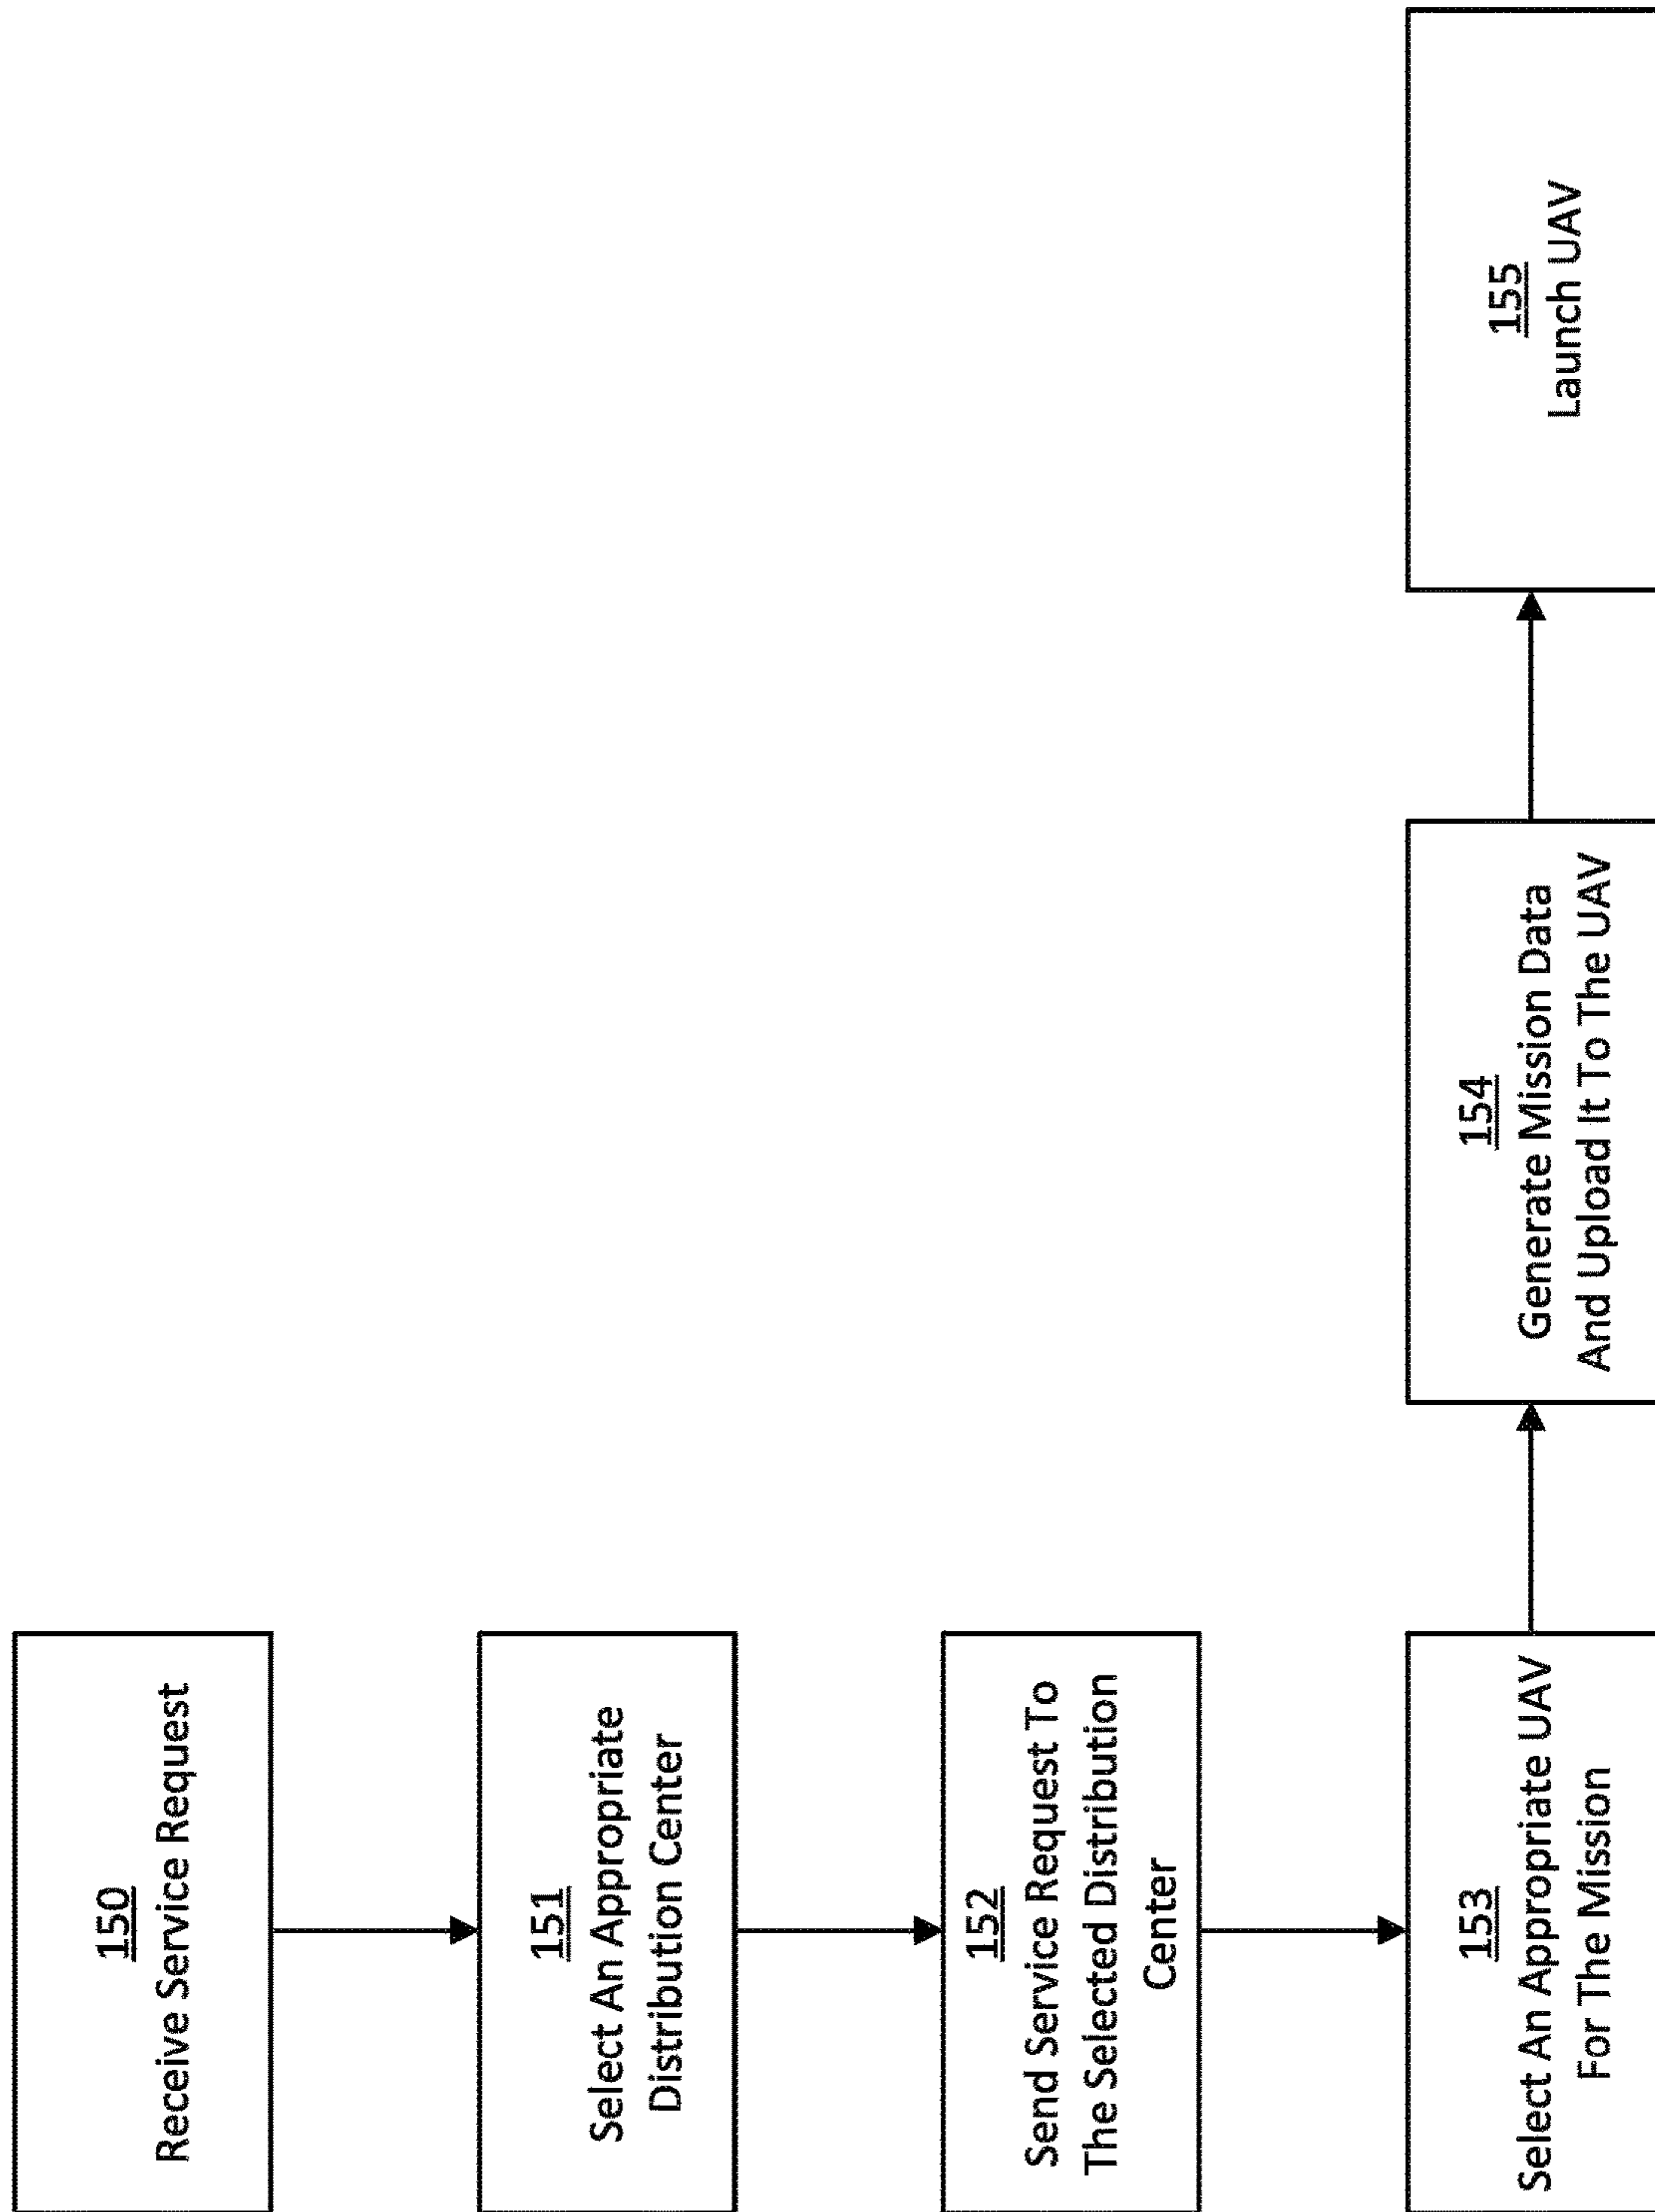 150
Receive Service Request
151
Select An Appropriate
Distribution Center
152
Send Service Request To
The Selected Distribution
Center
153
Select An Appropriate UAV
For The Mission
154
Generate Mission Data
And Upload It To The UAV
155
Launch UAV